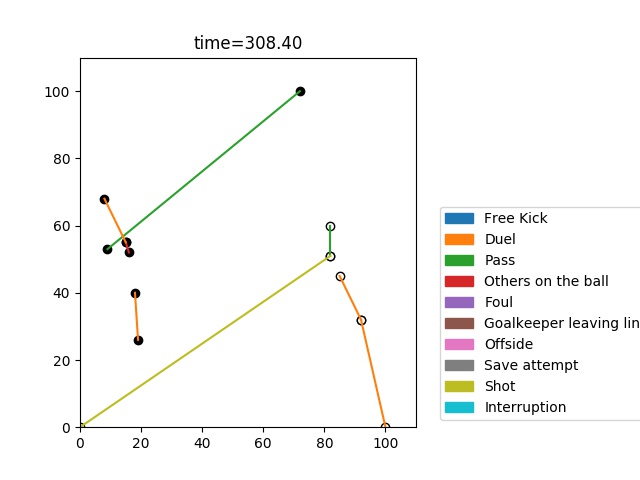 time=308.40
100
80
60
40
20
0
0 20 40 60 80 100
Free Kick
Duel
Pass
Others on the ball
Foul
Goalkeeper leaving lin
Offside
Save attempt
Shot
Interruption